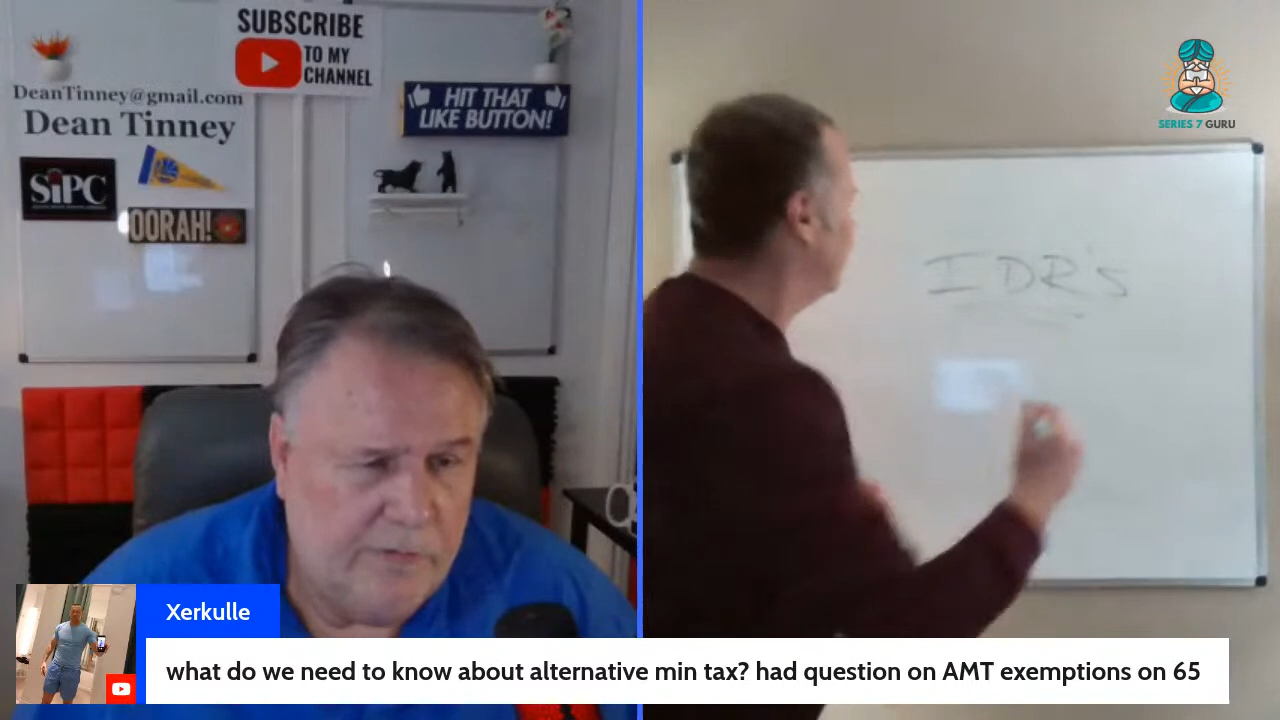 SUBSCRIBE
TO MY
CHANNEL
DeanTinney@gmail.com
Dean Tinney
HIT THAT
LIKE BUTTON!
SiPC
OORAH!
SERIES 7 GURU
IDR's
Xerkulle
what do we need to know about alternative min tax? had question on AMT exemptions on 65